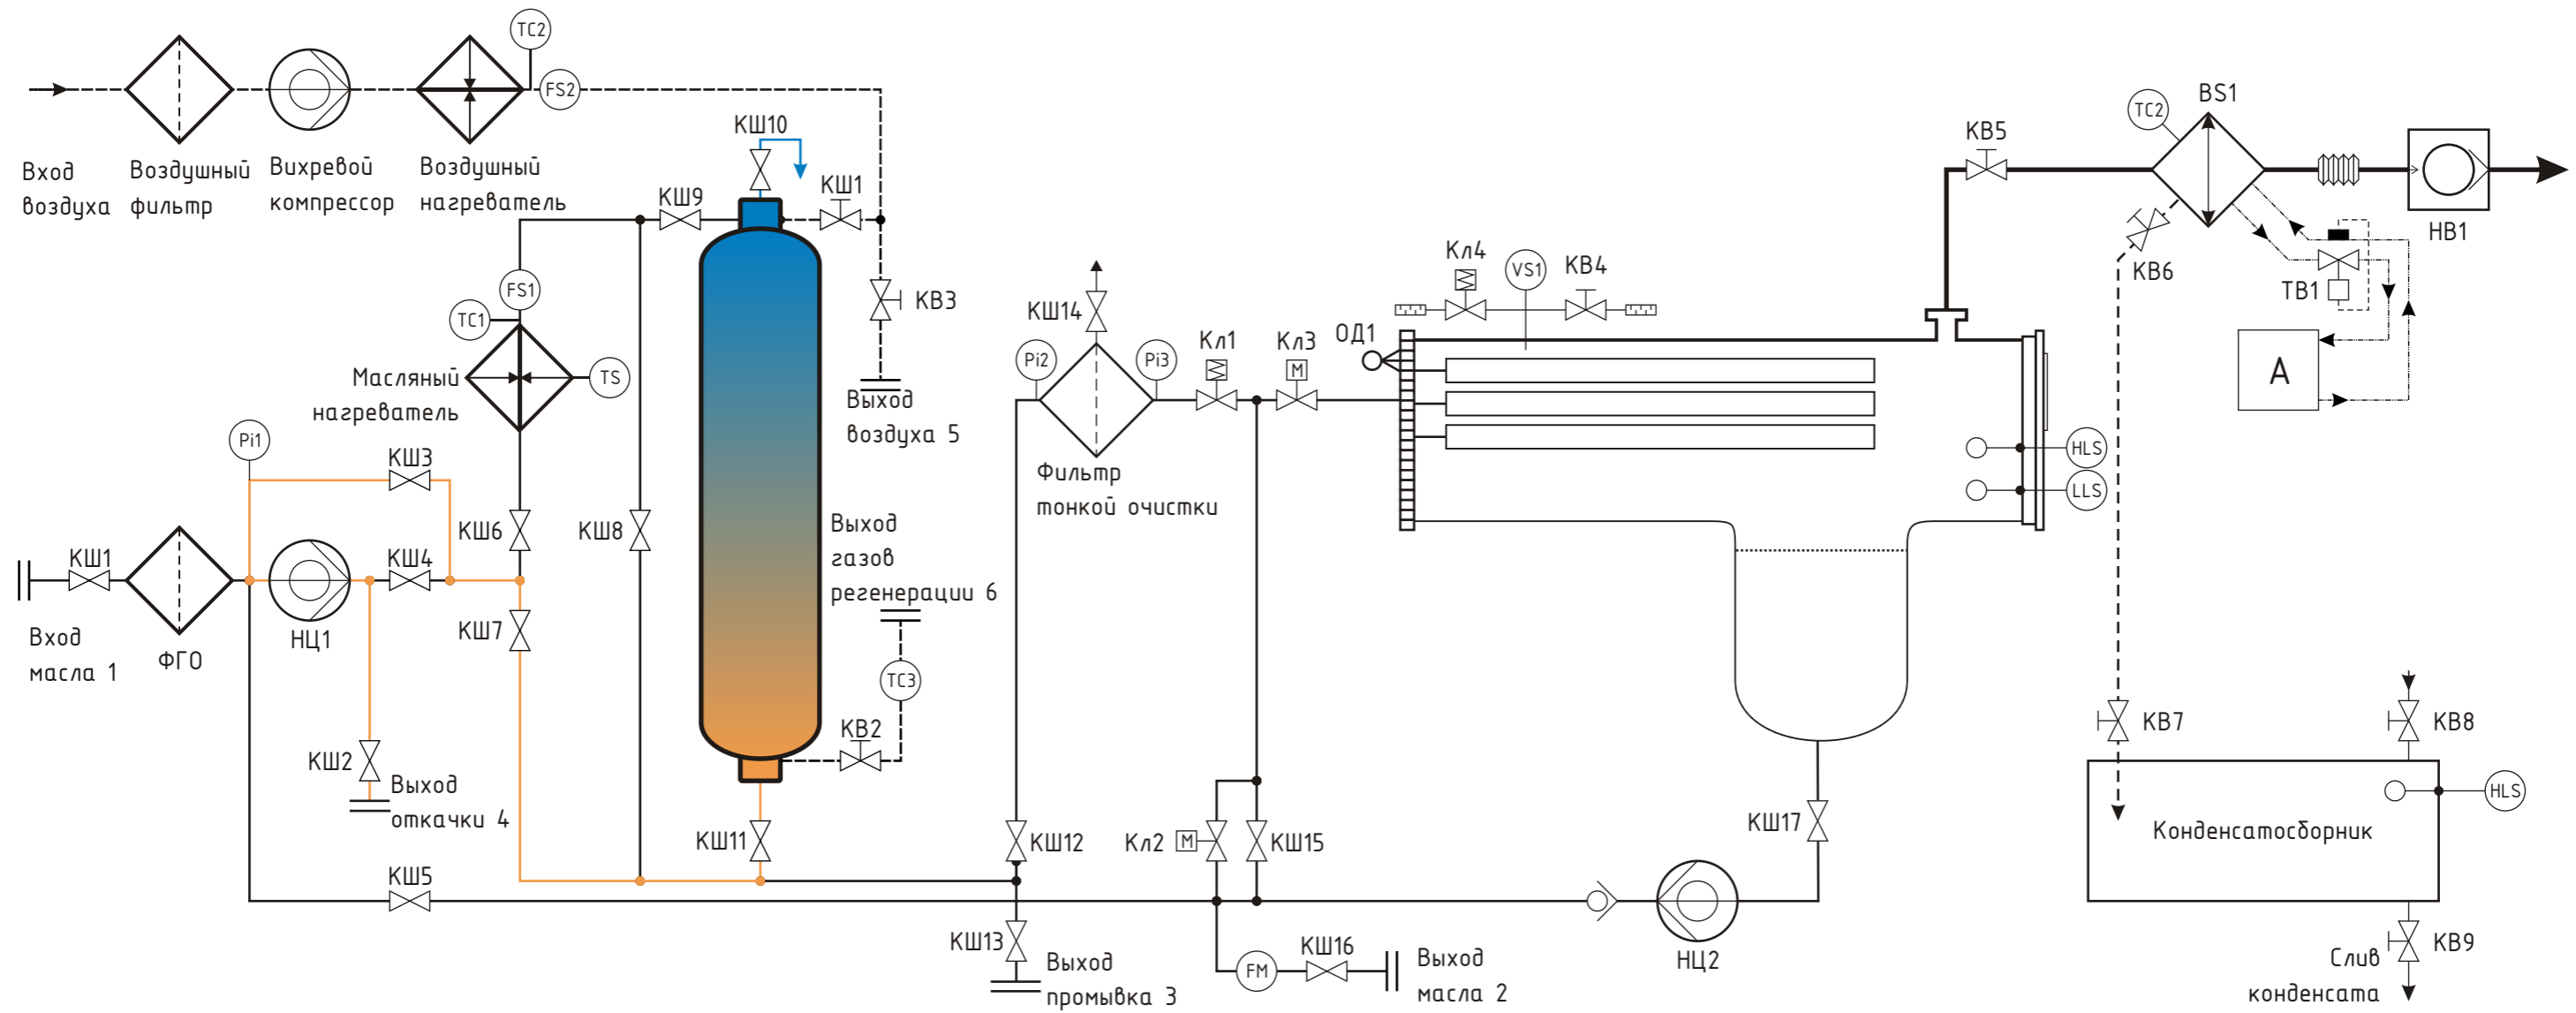 TC2
FS2
Вход
воздуха
Воздушный
фильтр
Вихревой
компрессор
Воздушный
нагреватель
КШ10
КШ9
КШ1
КВ3
Выход
воздуха 5
FS1
TC1
TS
Масляный
нагреватель
Pi1
КШ3
КШ1
КШ4
КШ6
КШ8
КШ7
Вход
масла 1
ФГО
НЦ1
КШ2
Выход
откачки 4
КШ5
Выход
газов
регенерации 6
TC3
КВ2
КШ11
КШ12
КШ13
Выход
промывка 3
КШ14
Pi2
Pi3
Фильтр
тонкой очистки
Кл1
Кл3
M
ОД1
Кл4
VS1
КВ4
HLS
LLS
Кл2
M
КШ15
FM
КШ16
Выход
масла 2
НЦ2
КШ17
КВ5
TC2
BS1
НВ1
КВ6
ТВ1
А
КВ7
КВ8
HLS
Конденсатосборник
КВ9
Слив
конденсата